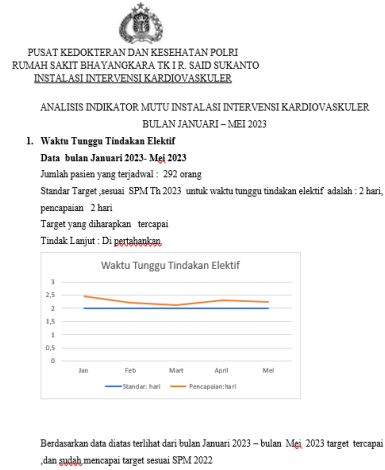 PUSAT KEDOKTERAN DAN KESEHATAN POLRI
RUMAH SAKIT BHAYANGKARA TK I R. SAID SUKANTO
INSTALASI INTERVENSI KARDIOVASKULER
ANALISIS INDIKATOR MUTU INSTALASI INTERVENSI KARDIOVASKULER
BULAN JANUARI – MEI 2023
1. Waktu Tunggu Tindakan Elektif
Data bulan Januari 2023- Mei 2023
Jumlah pasien yang terjadwal : 292 orang
Standar Target ,sesuai SPM Th 2023 untuk waktu tunggu tindakan elektif adalah : 2 hari,
pencapaian 2 hari
Target yang diharapkan tercapai
Tindak Lanjut : Di pertahankan.
Waktu Tunggu Tindakan Elektif
3
2,5
2
1,5
1
0,5
0
Jan Feb Mart April Mei
Standar: hari Pencapaian: hari
Berdasarkan data diatas terlihat dari bulan Januari 2023 – bulan Mei 2023 target tercapai
,dan sudah mencapai target sesuai SPM 2022